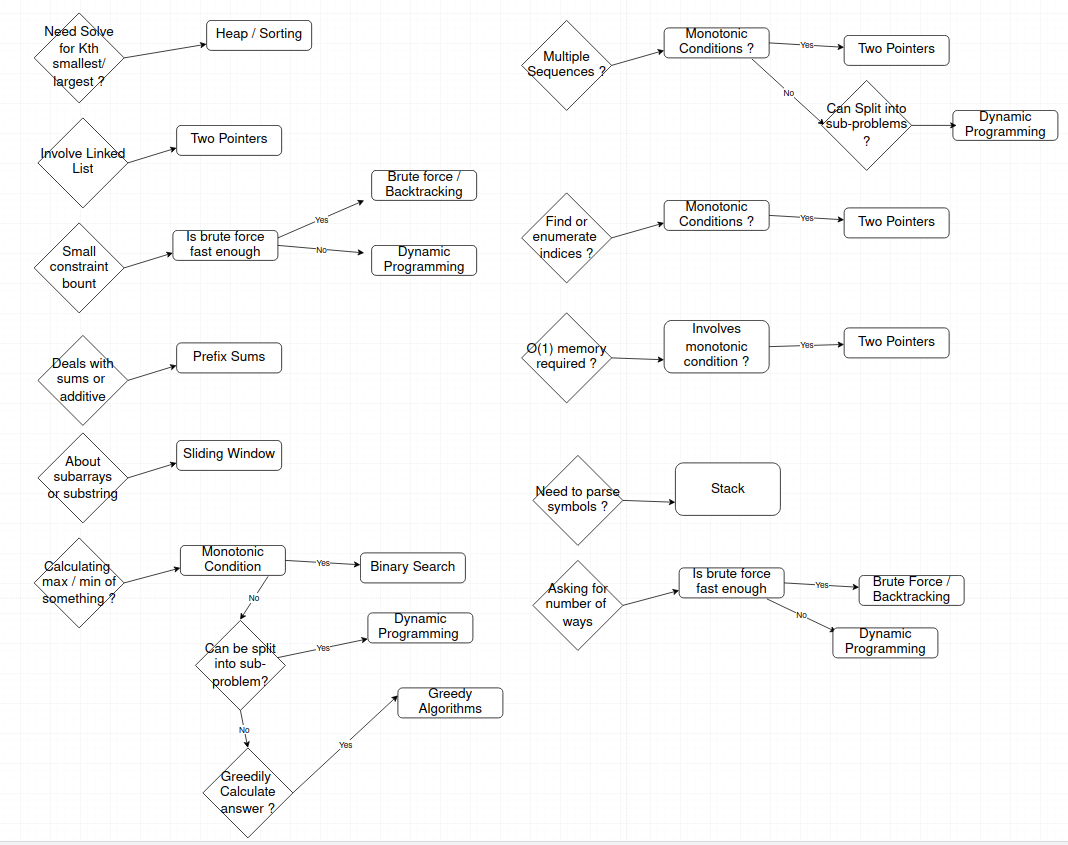 Need Solve
for Kth
smallest/
largest ?
Heap / Sorting
Involve Linked
List
Two Pointers
Small
constraint
bount
Is brute force
fast enough
Yes
Brute force /
Backtracking
No
Dynamic
Programming
Deals with
sums or
additive
Prefix Sums
About
subarrays
or substring
Sliding Window
Calculating
max / min of
something ?
Monotonic
Condition
Yes
Binary Search
No
Can be split
into sub-
problem?
Yes
Dynamic
Programming
No
Greedily
Calculate
answer ?
Yes
Greedy
Algorithms
Multiple
Sequences ?
Monotonic
Conditions ?
Yes
Two Pointers
No
Can Split into
sub-problems
?
Dynamic
Programming
Find or
enumerate
indices ?
Monotonic
Conditions ?
Yes
Two Pointers
O(1) memory
required ?
Involves
monotonic
condition ?
Yes
Two Pointers
Need to parse
symbols ?
Stack
Asking for
number of
ways
Is brute force
fast enough
Yes
Brute Force /
Backtracking
No
Dynamic
Programming